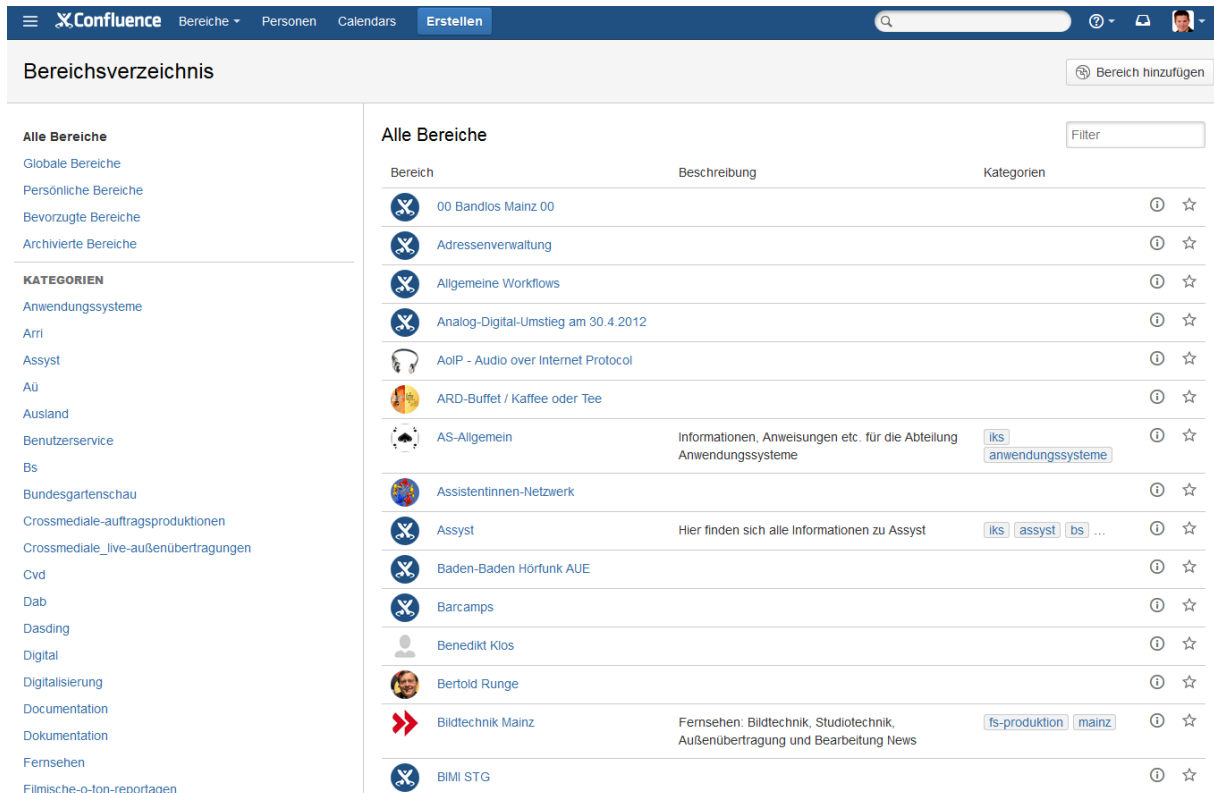 Confluence Bereiche Personen Calendars Erstellen
Bereichsverzeichnis
Bereich hinzufügen
Alle Bereiche
Globale Bereiche
Persönliche Bereiche
Bevorzugte Bereiche
Archivierte Bereiche
KATEGORIEN
Anwendungssysteme
Arri
Assyst
Aü
Ausland
Benutzerservice
Bs
Bundesgartenschau
Crossmediale-auftragsproduktionen
Crossmediale_live-außenübertragungen
Cvd
Dab
Dasding
Digital
Digitalisierung
Documentation
Dokumentation
Fernsehen
Filmische-o-ton-reportagen
Alle Bereiche
Filter
Bereich Beschreibung Kategorien
00 Bandlos Mainz 00
Adressenverwaltung
Allgemeine Workflows
Analog-Digital-Umstieg am 30.4.2012
AoIP - Audio over Internet Protocol
ARD-Buffet / Kaffee oder Tee
AS-Allgemein Informationen, Anweisungen etc. für die Abteilung iks
Anwendungssysteme anwendungssysteme
Assistentinnen-Netzwerk
Assyst Hier finden sich alle Informationen zu Assyst iks assyst bs ...
Baden-Baden Hörfunk AUE
Barcamps
Benedikt Klos
Bertold Runge
Bildtechnik Mainz Fernsehen: Bildtechnik, Studiotechnik, fs-produktion mainz
Außenübertragung und Bearbeitung News
BIMI STG